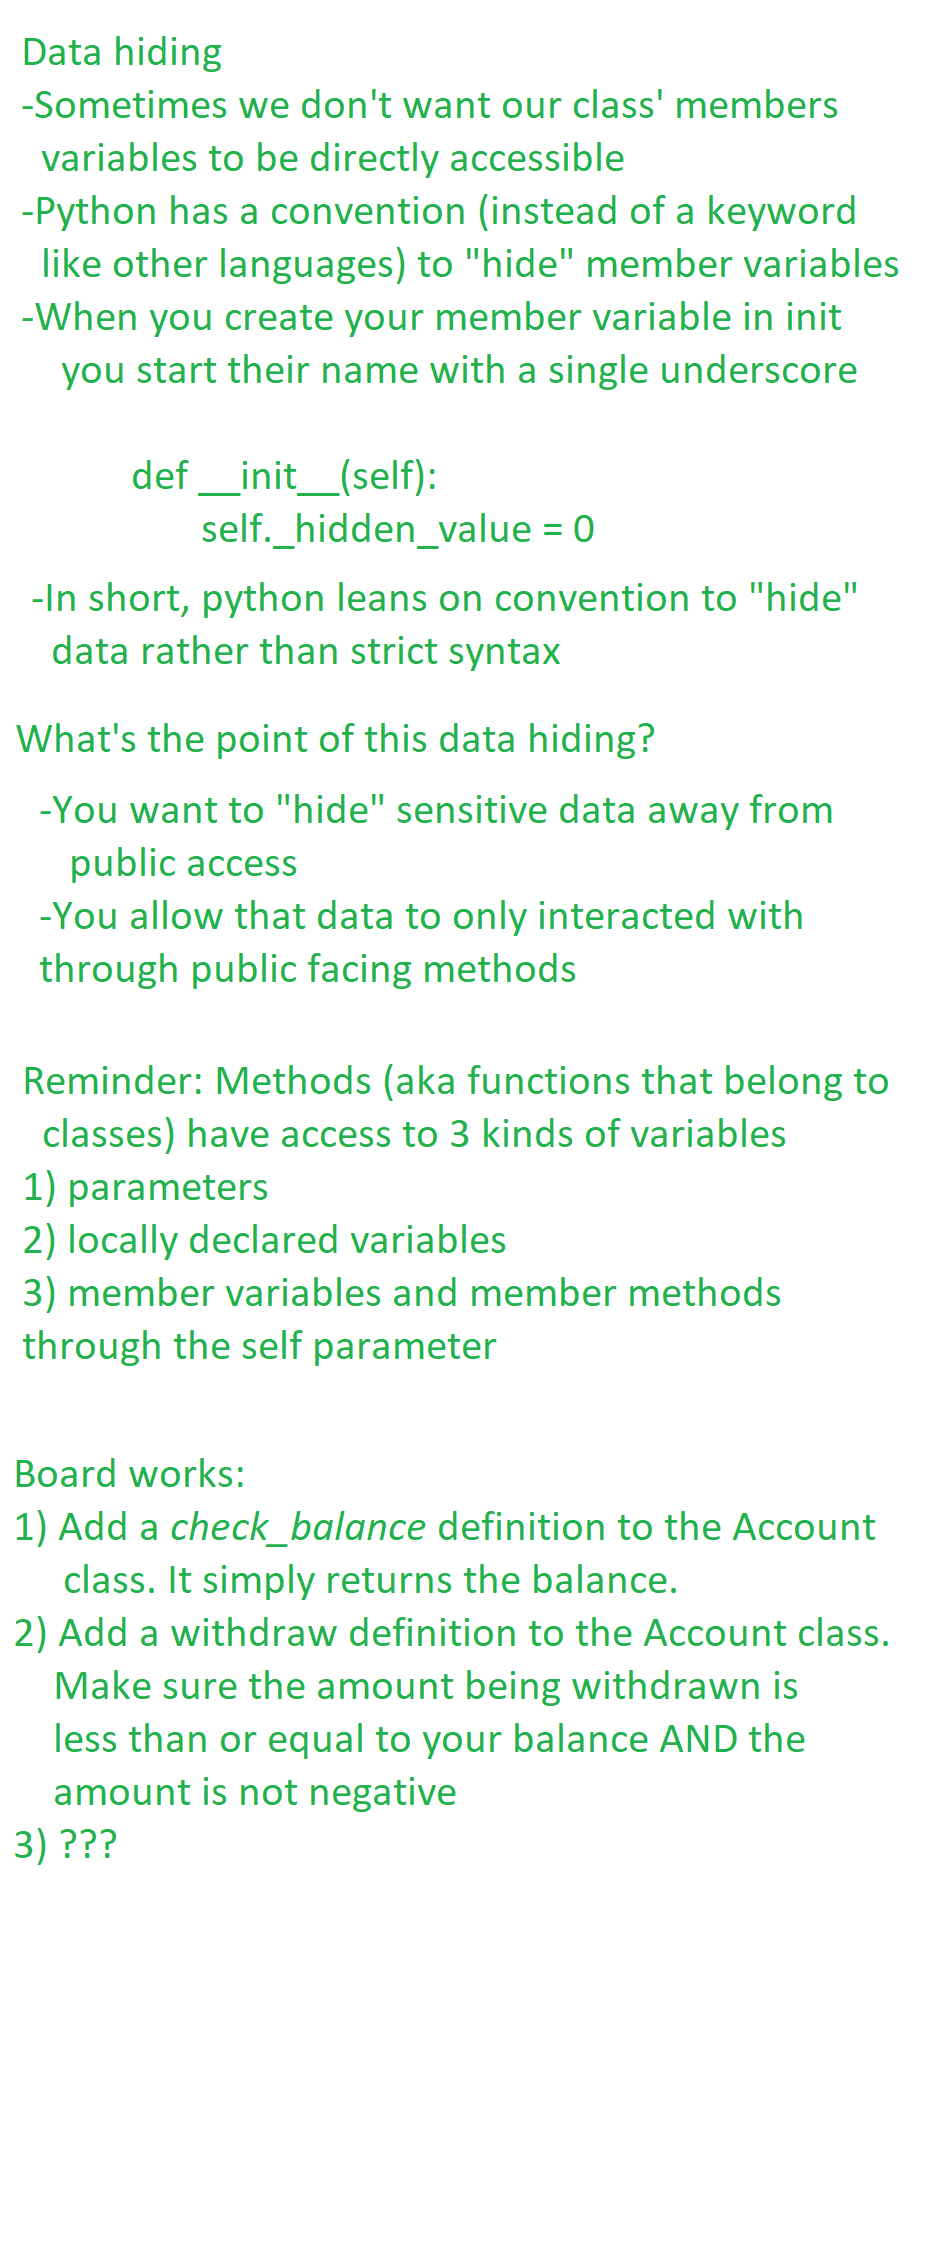 Data hiding
-Sometimes we don't want our class' members
variables to be directly accessible
-Python has a convention (instead of a keyword
like other languages) to "hide" member variables
-When you create your member variable in init
you start their name with a single underscore
def __init__(self):
self._hidden_value = 0
-In short, python leans on convention to "hide"
data rather than strict syntax
What's the point of this data hiding?
-You want to "hide" sensitive data away from
public access
-You allow that data to only interacted with
through public facing methods
Reminder: Methods (aka functions that belong to
classes) have access to 3 kinds of variables
1) parameters
2) locally declared variables
3) member variables and member methods
through the self parameter
Board works:
1) Add a check_balance definition to the Account
class. It simply returns the balance.
2) Add a withdraw definition to the Account class.
Make sure the amount being withdrawn is
less than or equal to your balance AND the
amount is not negative
3) ???